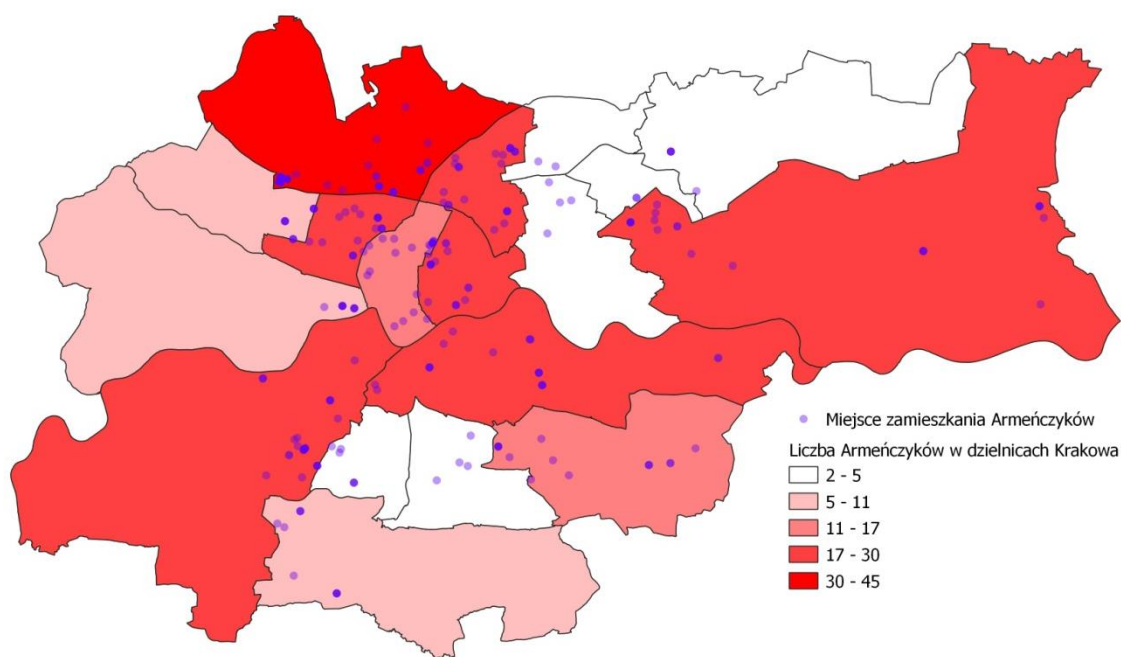 Miejsce zamieszkania Armeńczyków
Liczba Armeńczyków w dzielnicach Krakowa
2 - 5
5 - 11
11 - 17
17 - 30
30 - 45